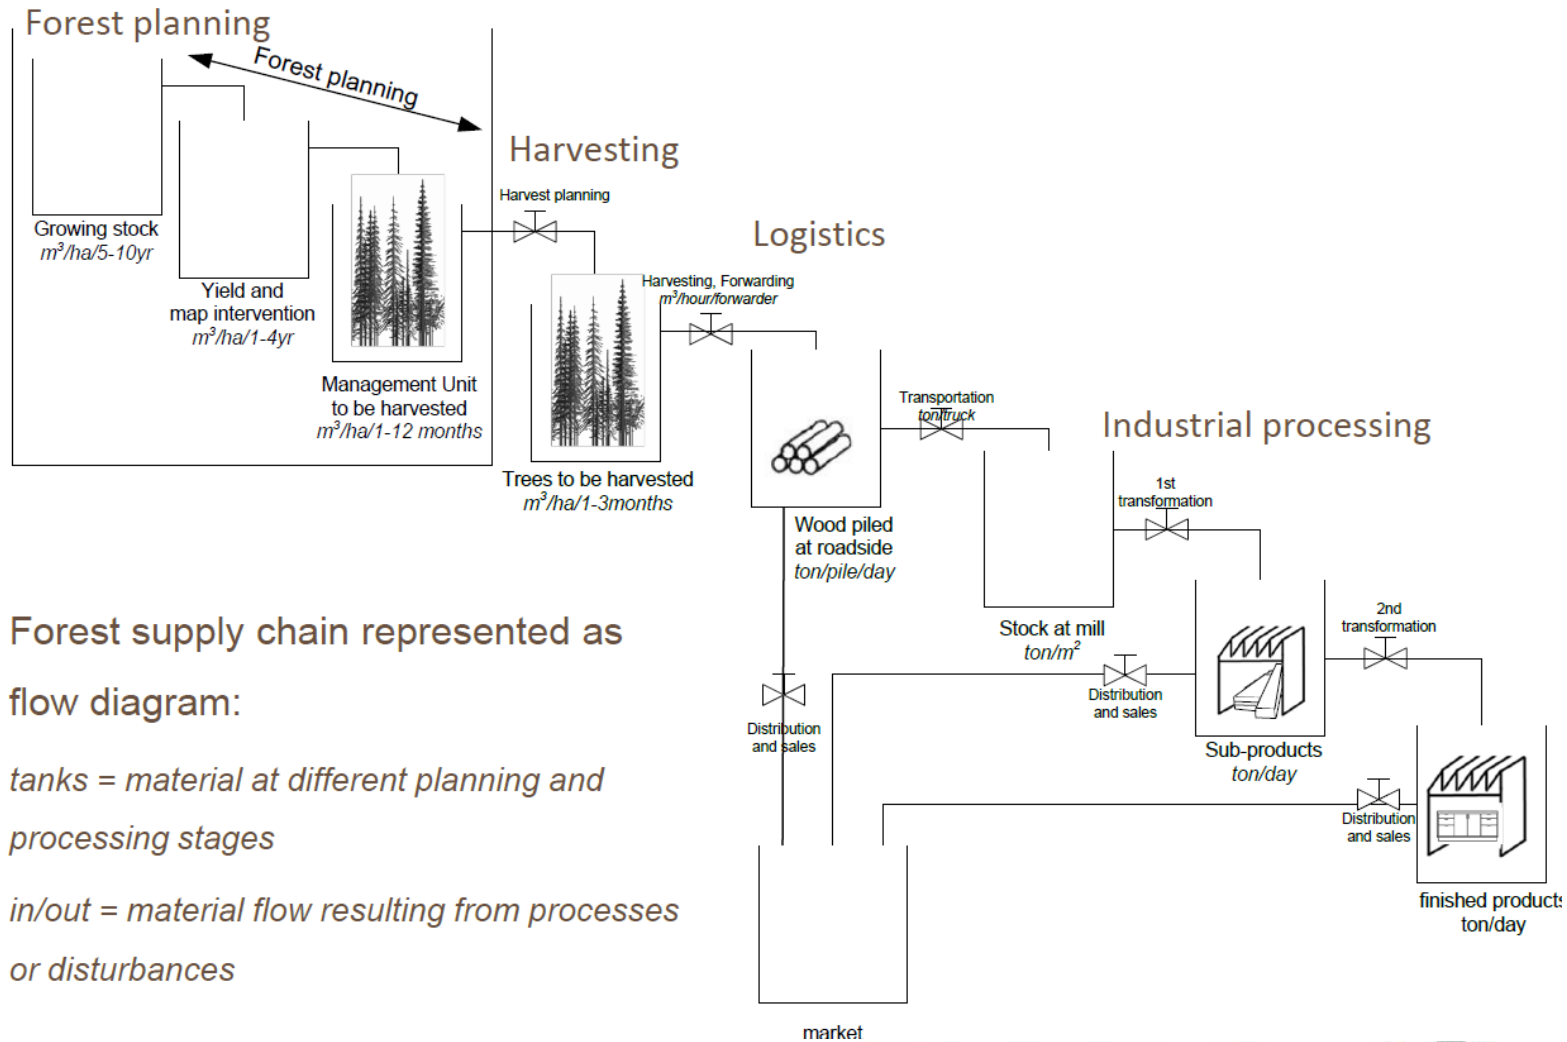 Forest planning
Forest planning
Growing stock
m³/ha/5-10yr
Yield and
map intervention
m³/ha/1-4yr
Management Unit
to be harvested
m³/ha/1-12 months
Harvesting
Harvest planning
Trees to be harvested
m³/ha/1-3months
Logistics
Harvesting, Forwarding
m³/hour/forwarder
Wood piled
at roadside
ton/pile/day
Transportation
ton/truck
Industrial processing
Stock at mill
ton/m²
1st
transformation
Sub-products
ton/day
2nd
transformation
Distribution
and sales
Distribution
and sales
Distribution
and sales
finished products
ton/day
market
Forest supply chain represented as
flow diagram:
tanks = material at different planning and
processing stages
in/out = material flow resulting from processes
or disturbances